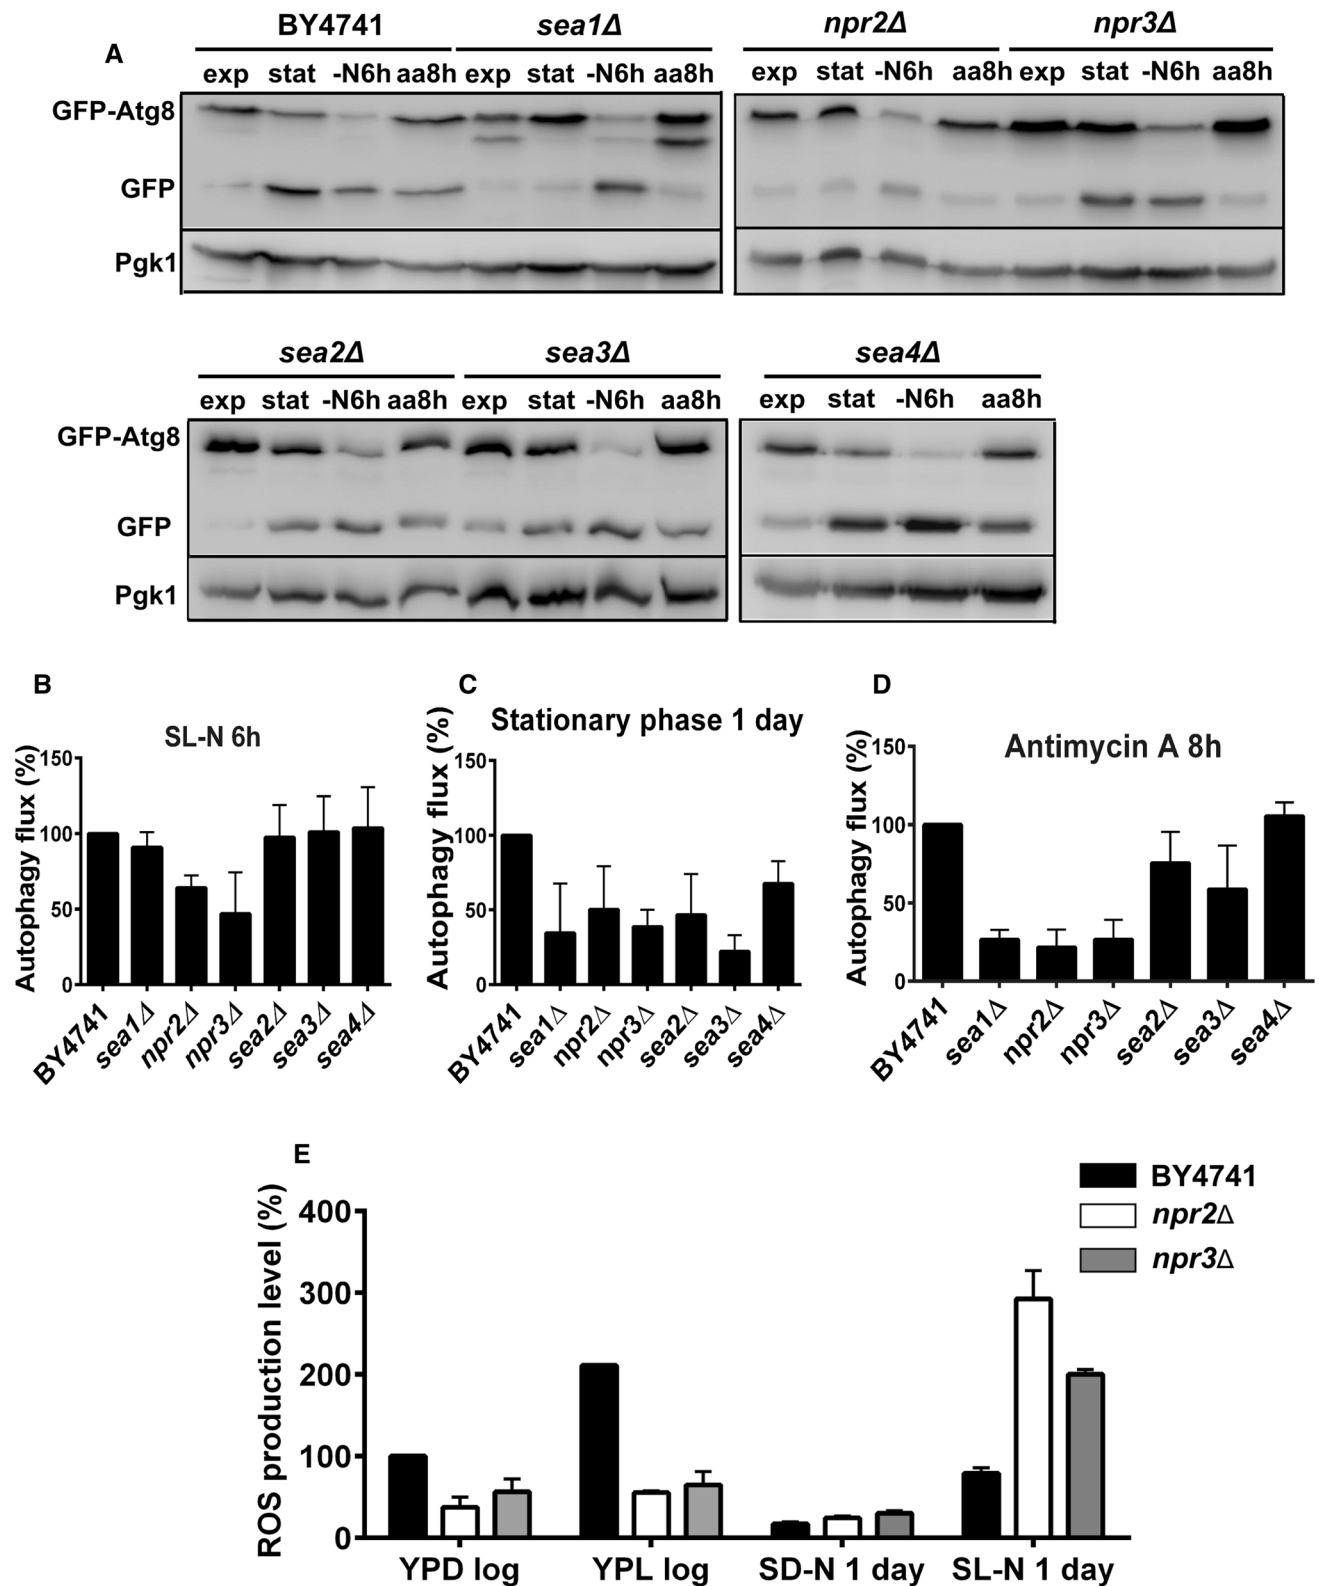 A
BY4741 sea1Δ npr2Δ npr3Δ
exp stat -N6h aa8h exp stat -N6h aa8h exp stat -N6h aa8h exp stat -N6h aa8h
GFP-Atg8
GFP
Pgk1
sea2Δ sea3Δ sea4Δ
exp stat -N6h aa8h exp stat -N6h aa8h exp stat -N6h aa8h
GFP-Atg8
GFP
Pgk1
B
SL-N 6h
Autophagy flux (%)
150
100
50
0
BY4741 sea1Δ npr2Δ npr3Δ sea2Δ sea3Δ sea4Δ
C
Stationary phase 1 day
Autophagy flux (%)
150
100
50
0
BY4741 sea1Δ npr2Δ npr3Δ sea2Δ sea3Δ sea4Δ
D
Antimycin A 8h
Autophagy flux (%)
150
100
50
0
BY4741 sea1Δ npr2Δ npr3Δ sea2Δ sea3Δ sea4Δ
E
BY4741
npr2Δ
npr3Δ
ROS production level (%)
400
300
200
100
0
YPD log YPL log SD-N 1 day SL-N 1 day